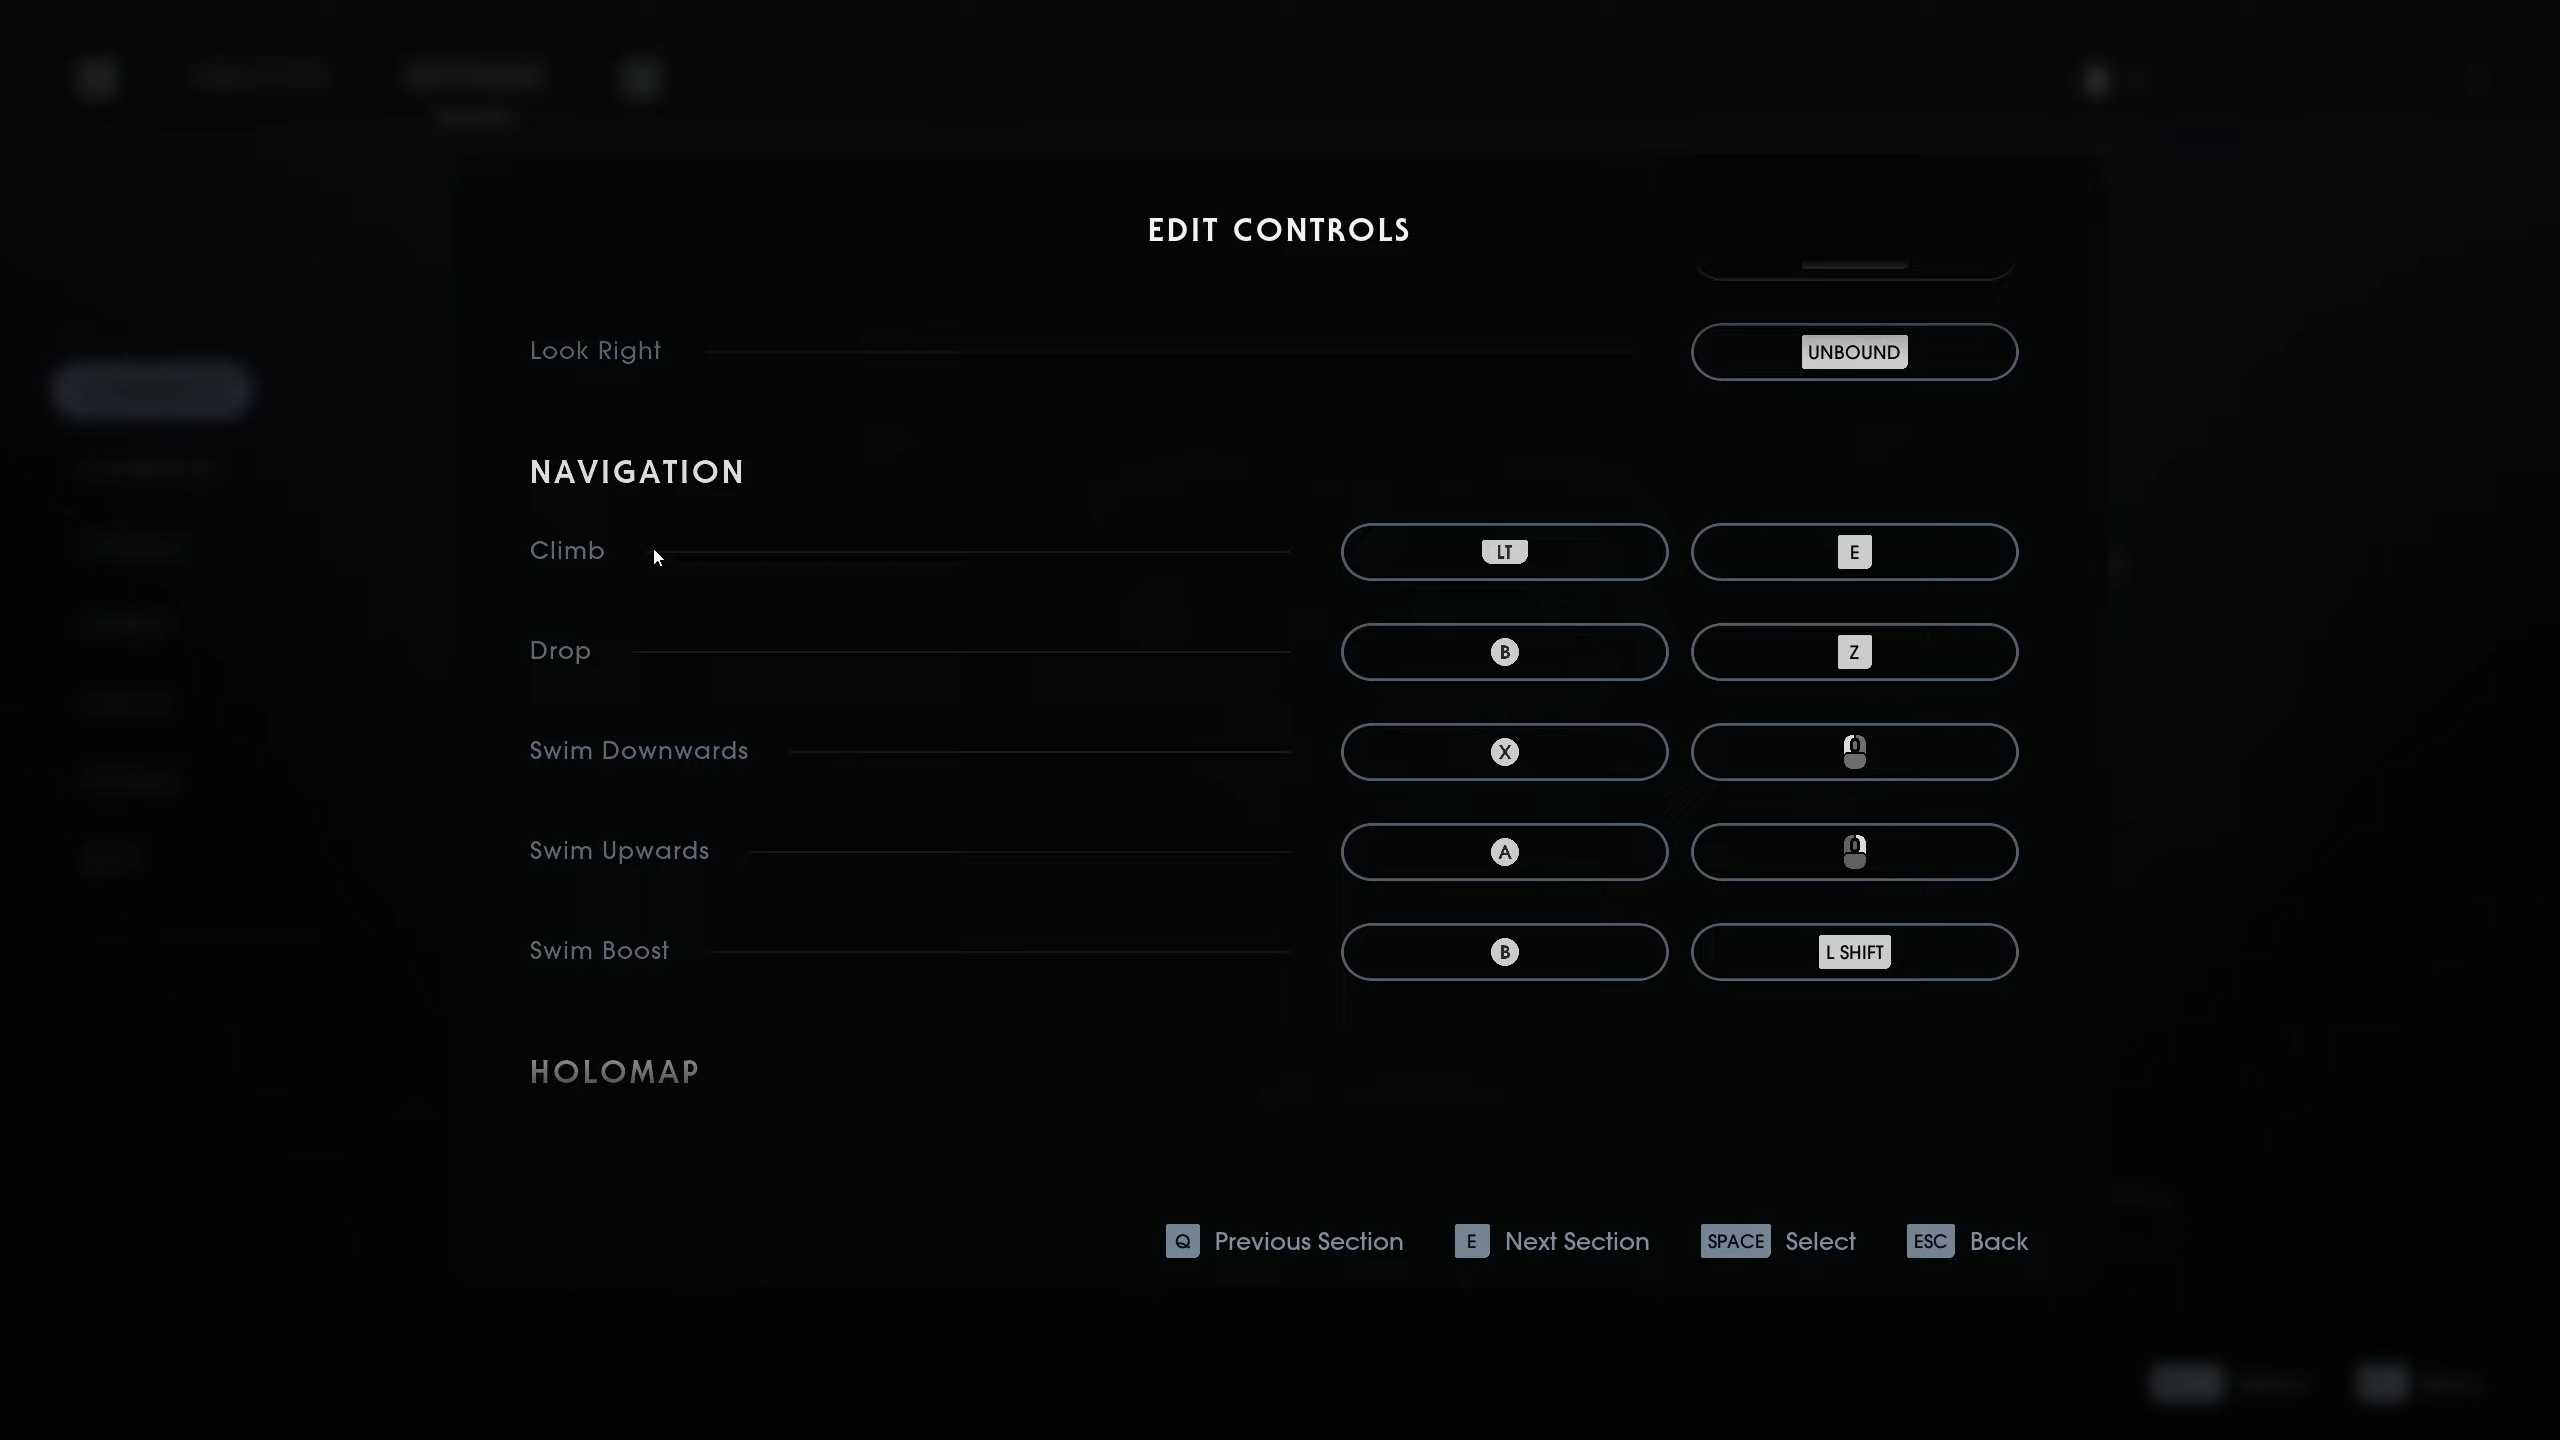 EDIT CONTROLS
Look Right UNBOUND
NAVIGATION
Climb LT E
Drop B Z
Swim Downwards X
Swim Upwards A
Swim Boost B L SHIFT
HOLOMAP
Q Previous Section E Next Section SPACE Select ESC Back